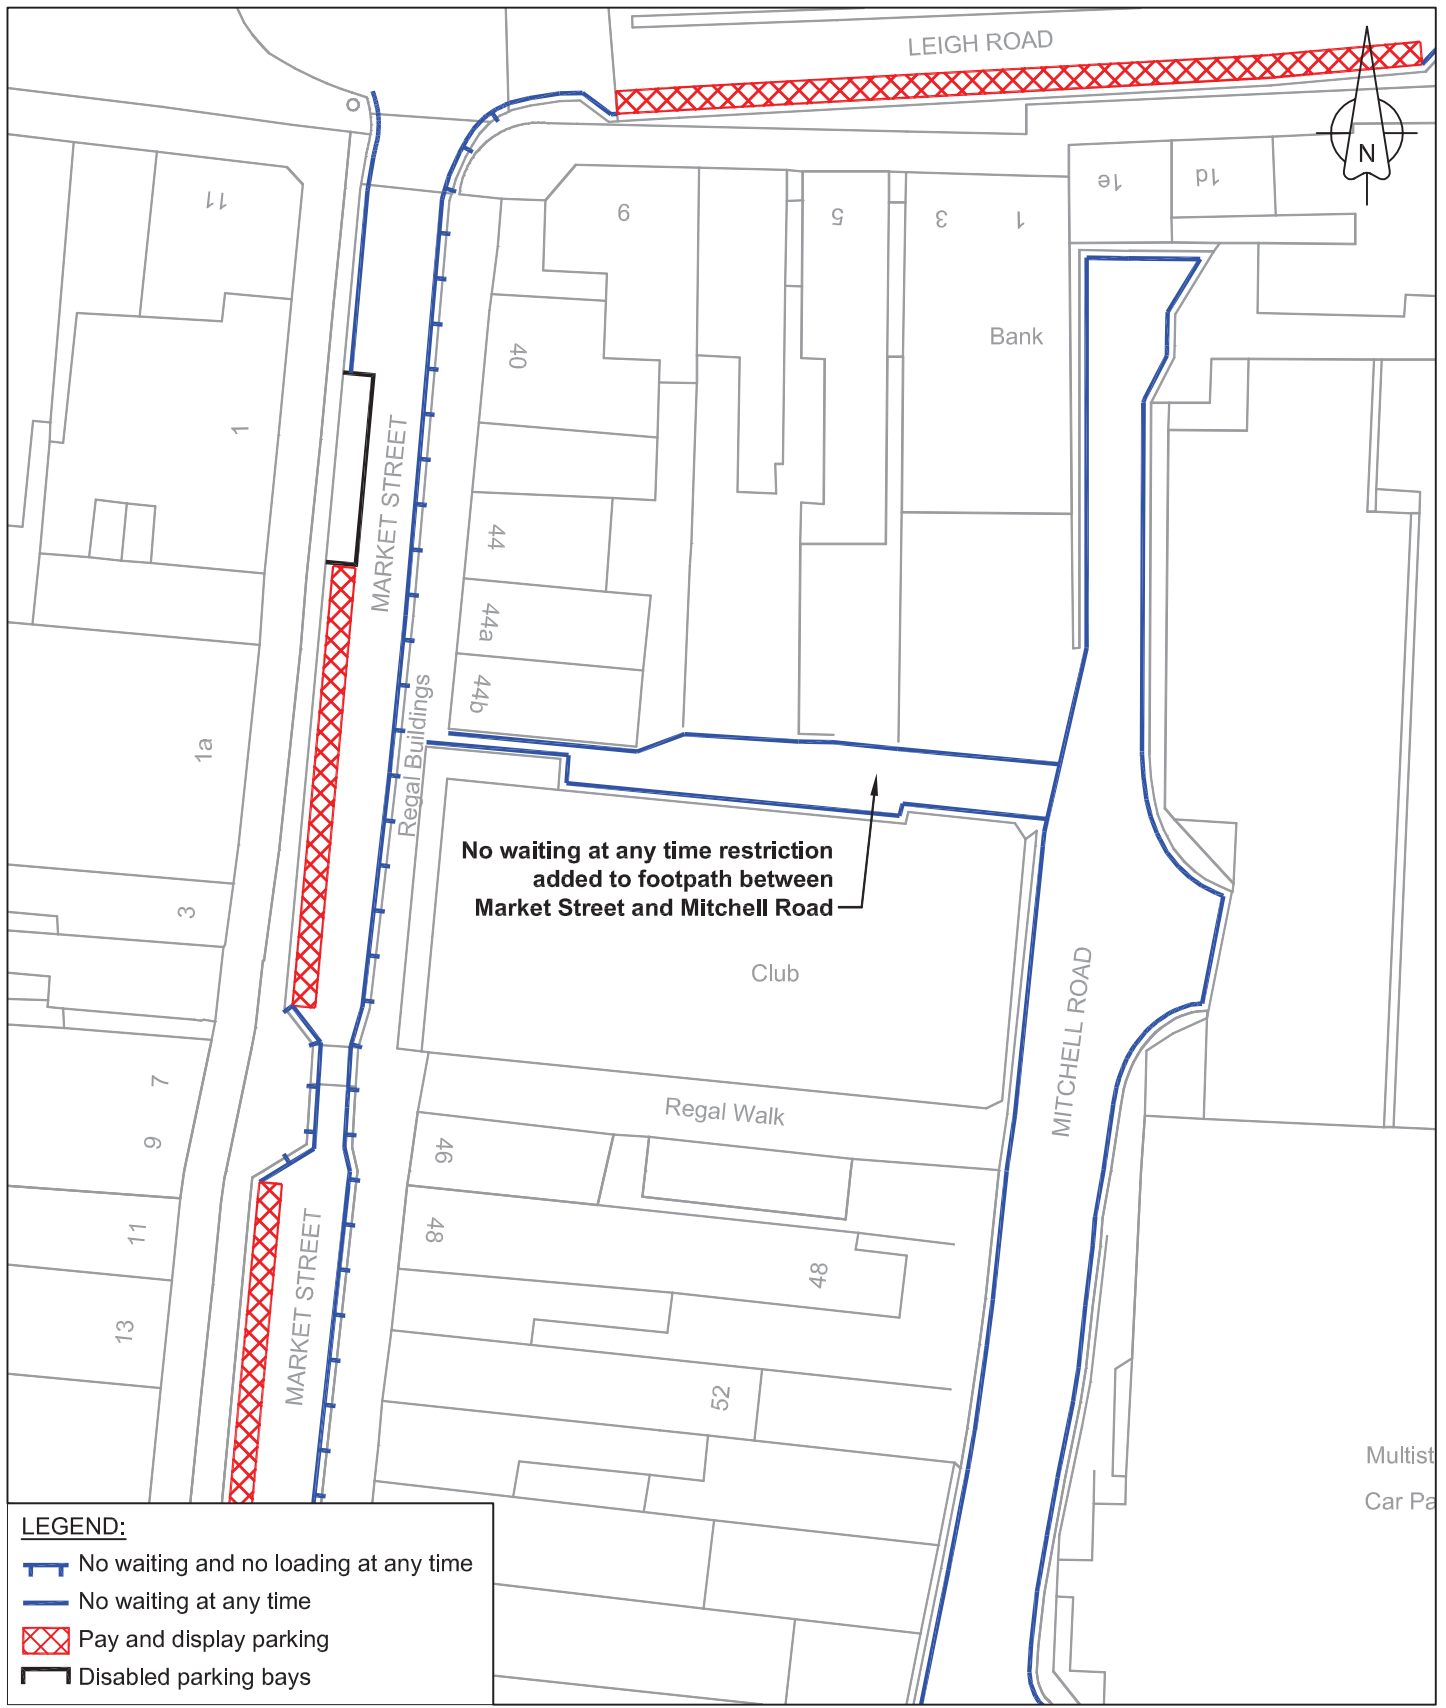 LEIGH ROAD
N
11
9
5
3
1
1e
1d
40
Bank
1
MARKET STREET
44
44a
44b
Regal Buildings
1a
No waiting at any time restriction
added to footpath between
Market Street and Mitchell Road
3
Club
MITCHELL ROAD
7
9
Regal Walk
46
11
48
48
MARKET STREET
13
52
Multist
Car Pa
LEGEND:
No waiting and no loading at any time
No waiting at any time
Pay and display parking
Disabled parking bays